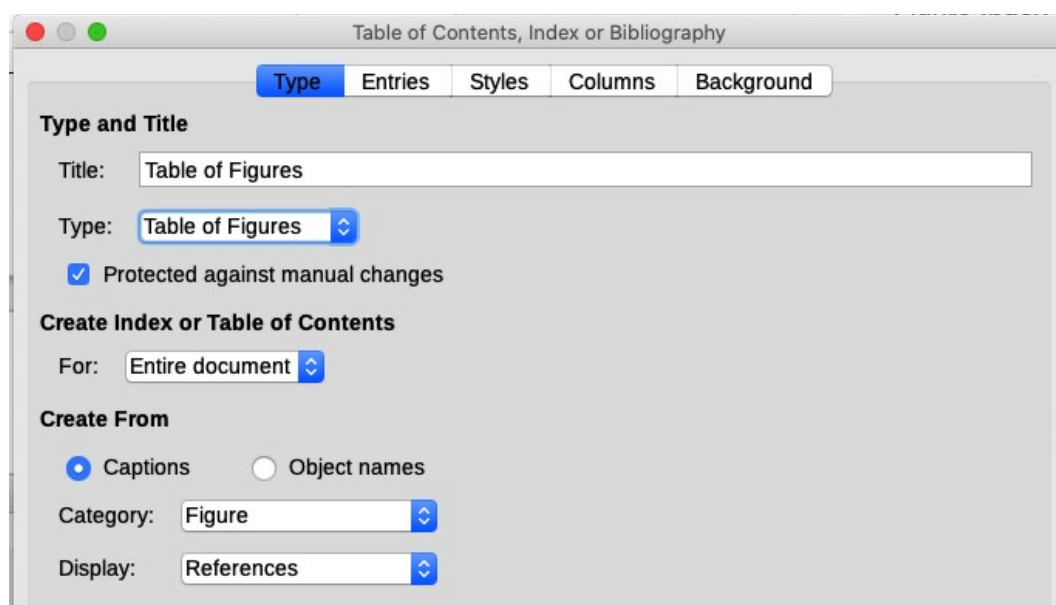 Table of Contents, Index or Bibliography
Type Entries Styles Columns Background
Type and Title
Title: Table of Figures
Type: Table of Figures
Protected against manual changes
Create Index or Table of Contents
For: Entire document
Create From
Captions Object names
Category: Figure
Display: References